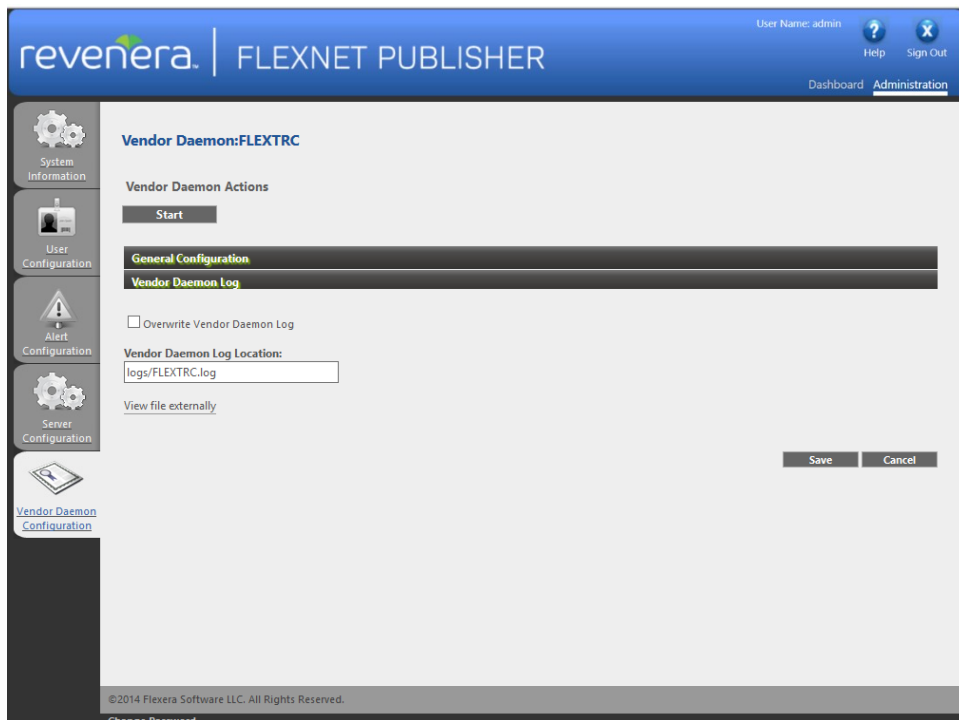 User Name: admin
Help
Sign Out
revenera. FLEXNET PUBLISHER
Dashboard Administration
System
Information
User
Configuration
Alert
Configuration
Server
Configuration
Vendor Daemon
Configuration
Vendor Daemon:FLEXTRC
Vendor Daemon Actions
Start
General Configuration
Vendor Daemon Log
Overwrite Vendor Daemon Log
Vendor Daemon Log Location:
logs/FLEXTRC.log
View file externally
Save
Cancel
©2014 Flexera Software LLC. All Rights Reserved.
Change Password